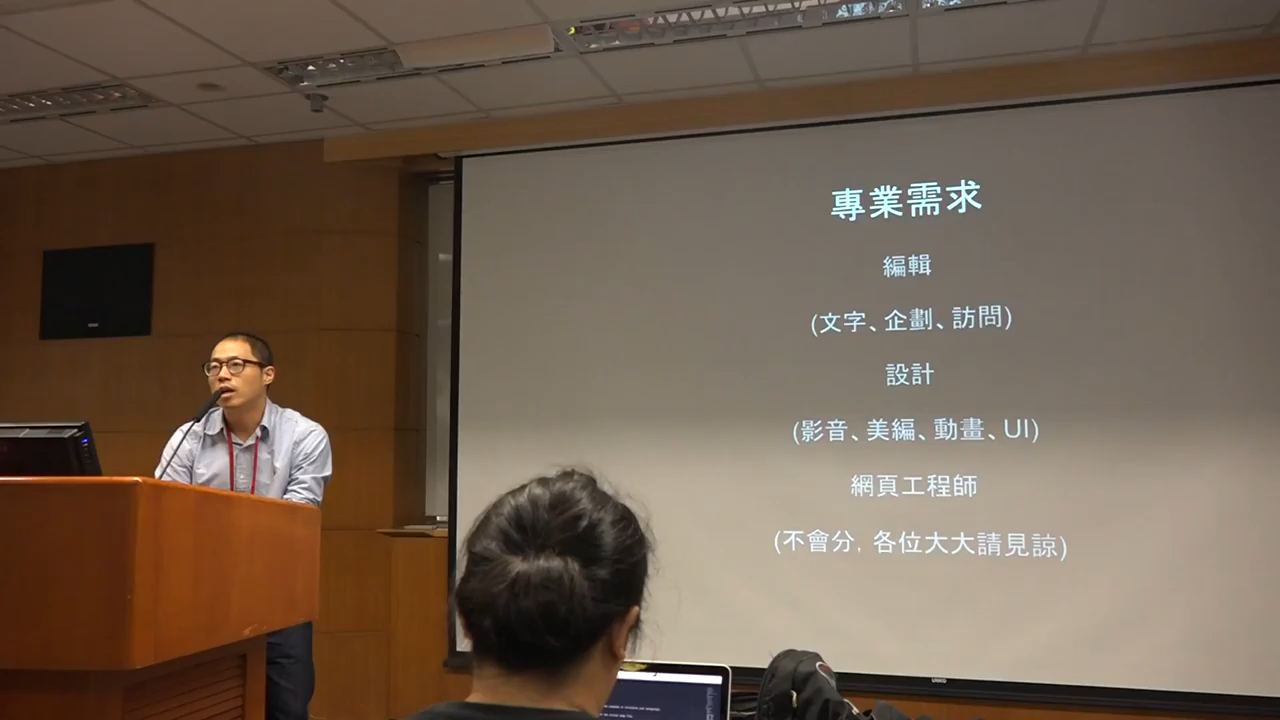 專業需求
編輯
(文字、企劃、訪問)
設計
(影音、美編、動畫、UI)
網頁工程師
(不會分, 各位大大請見諒)